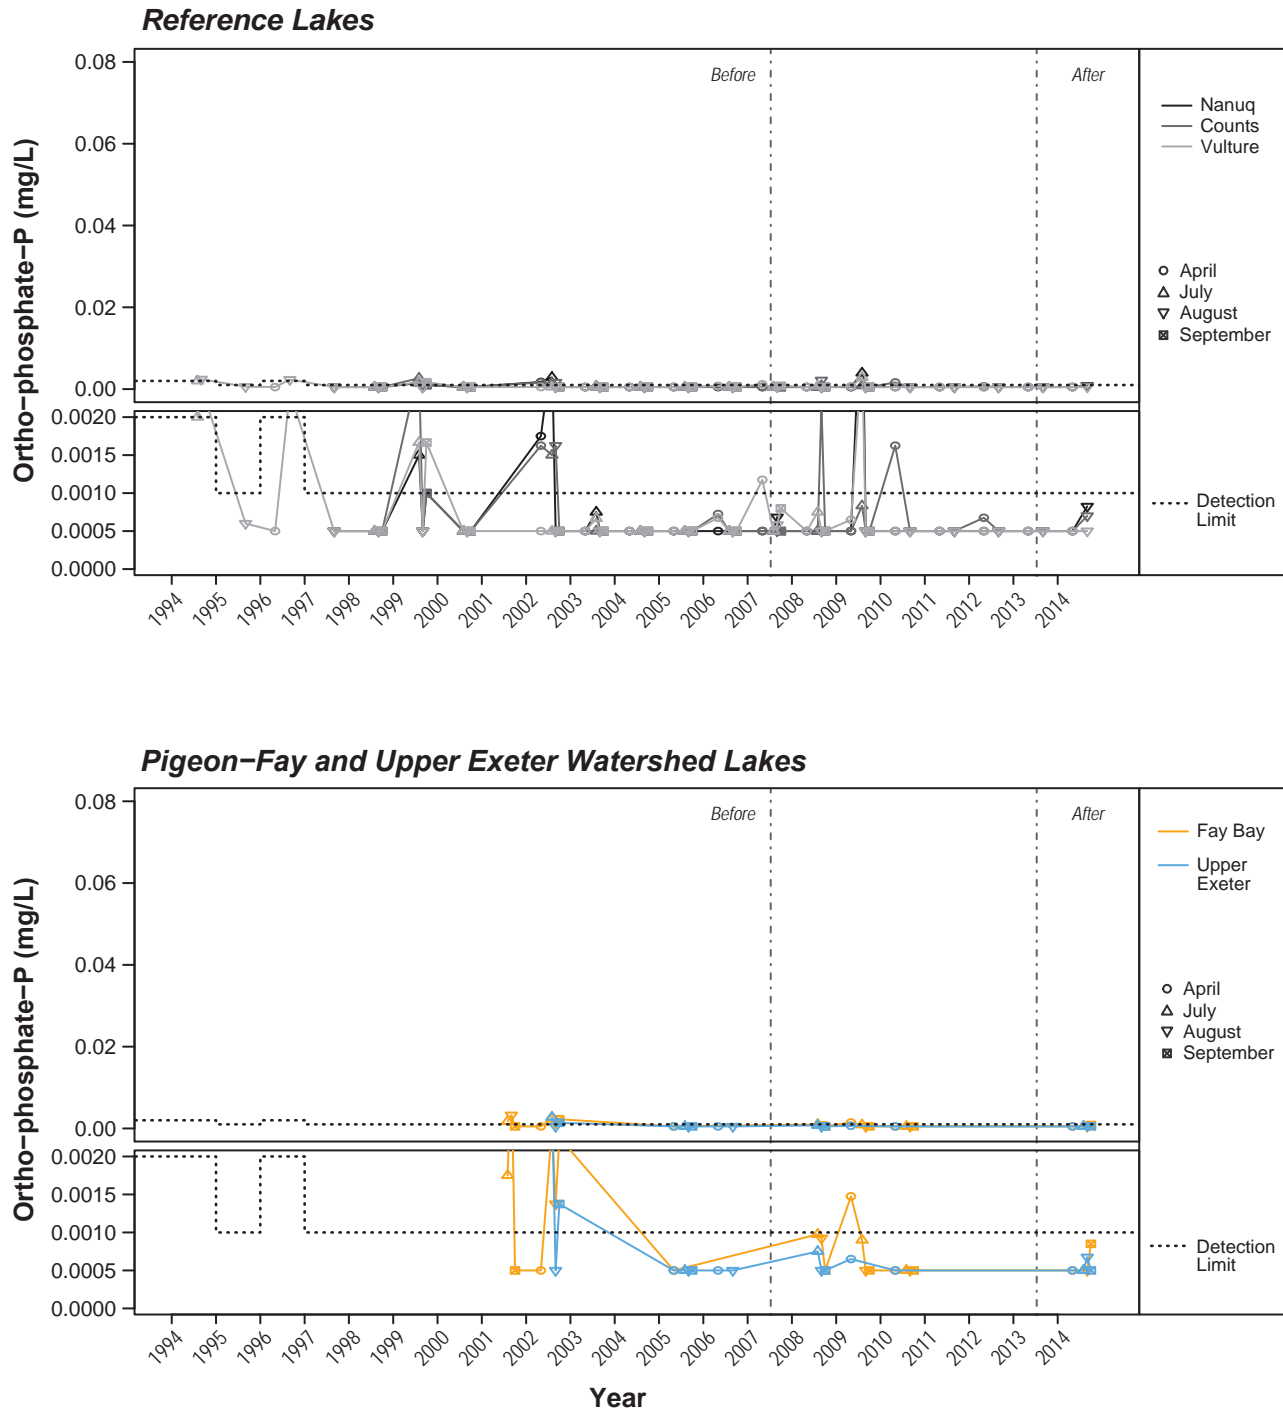 Reference Lakes
Ortho−phosphate−P (mg/L)
0.08
0.06
0.04
0.02
0.00
Before
After
Nanuq
Counts
Vulture
April
July
August
September
0.0020
0.0015
0.0010
0.0005
0.0000
Detection
Limit
1994 1995 1996 1997 1998 1999 2000 2001 2002 2003 2004 2005 2006 2007 2008 2009 2010 2011 2012 2013 2014
Pigeon−Fay and Upper Exeter Watershed Lakes
Ortho−phosphate−P (mg/L)
0.08
0.06
0.04
0.02
0.00
Before
After
Fay Bay
Upper
Exeter
April
July
August
September
0.0020
0.0015
0.0010
0.0005
0.0000
Detection
Limit
1994 1995 1996 1997 1998 1999 2000 2001 2002 2003 2004 2005 2006 2007 2008 2009 2010 2011 2012 2013 2014
Year